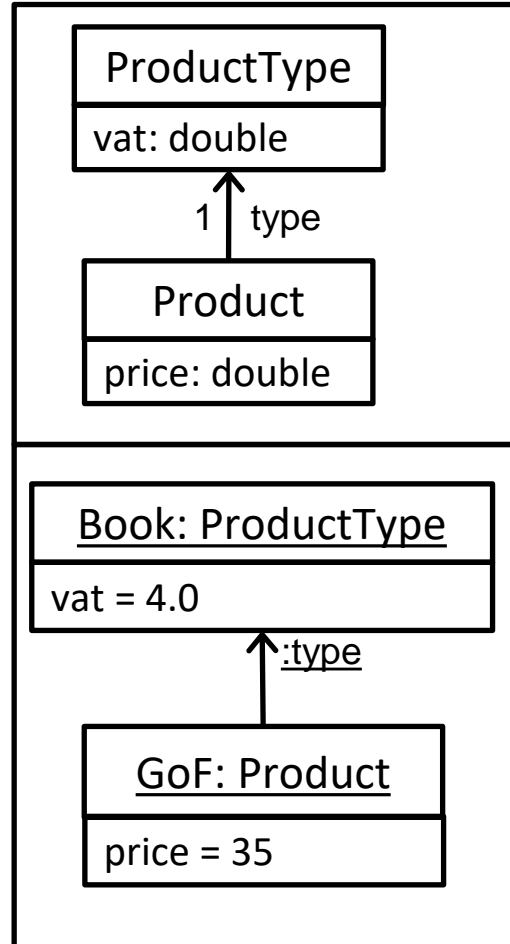 ProductType
vat: double
1 type
Product
price: double
Book: ProductType
vat = 4.0
:type
GoF: Product
price = 35